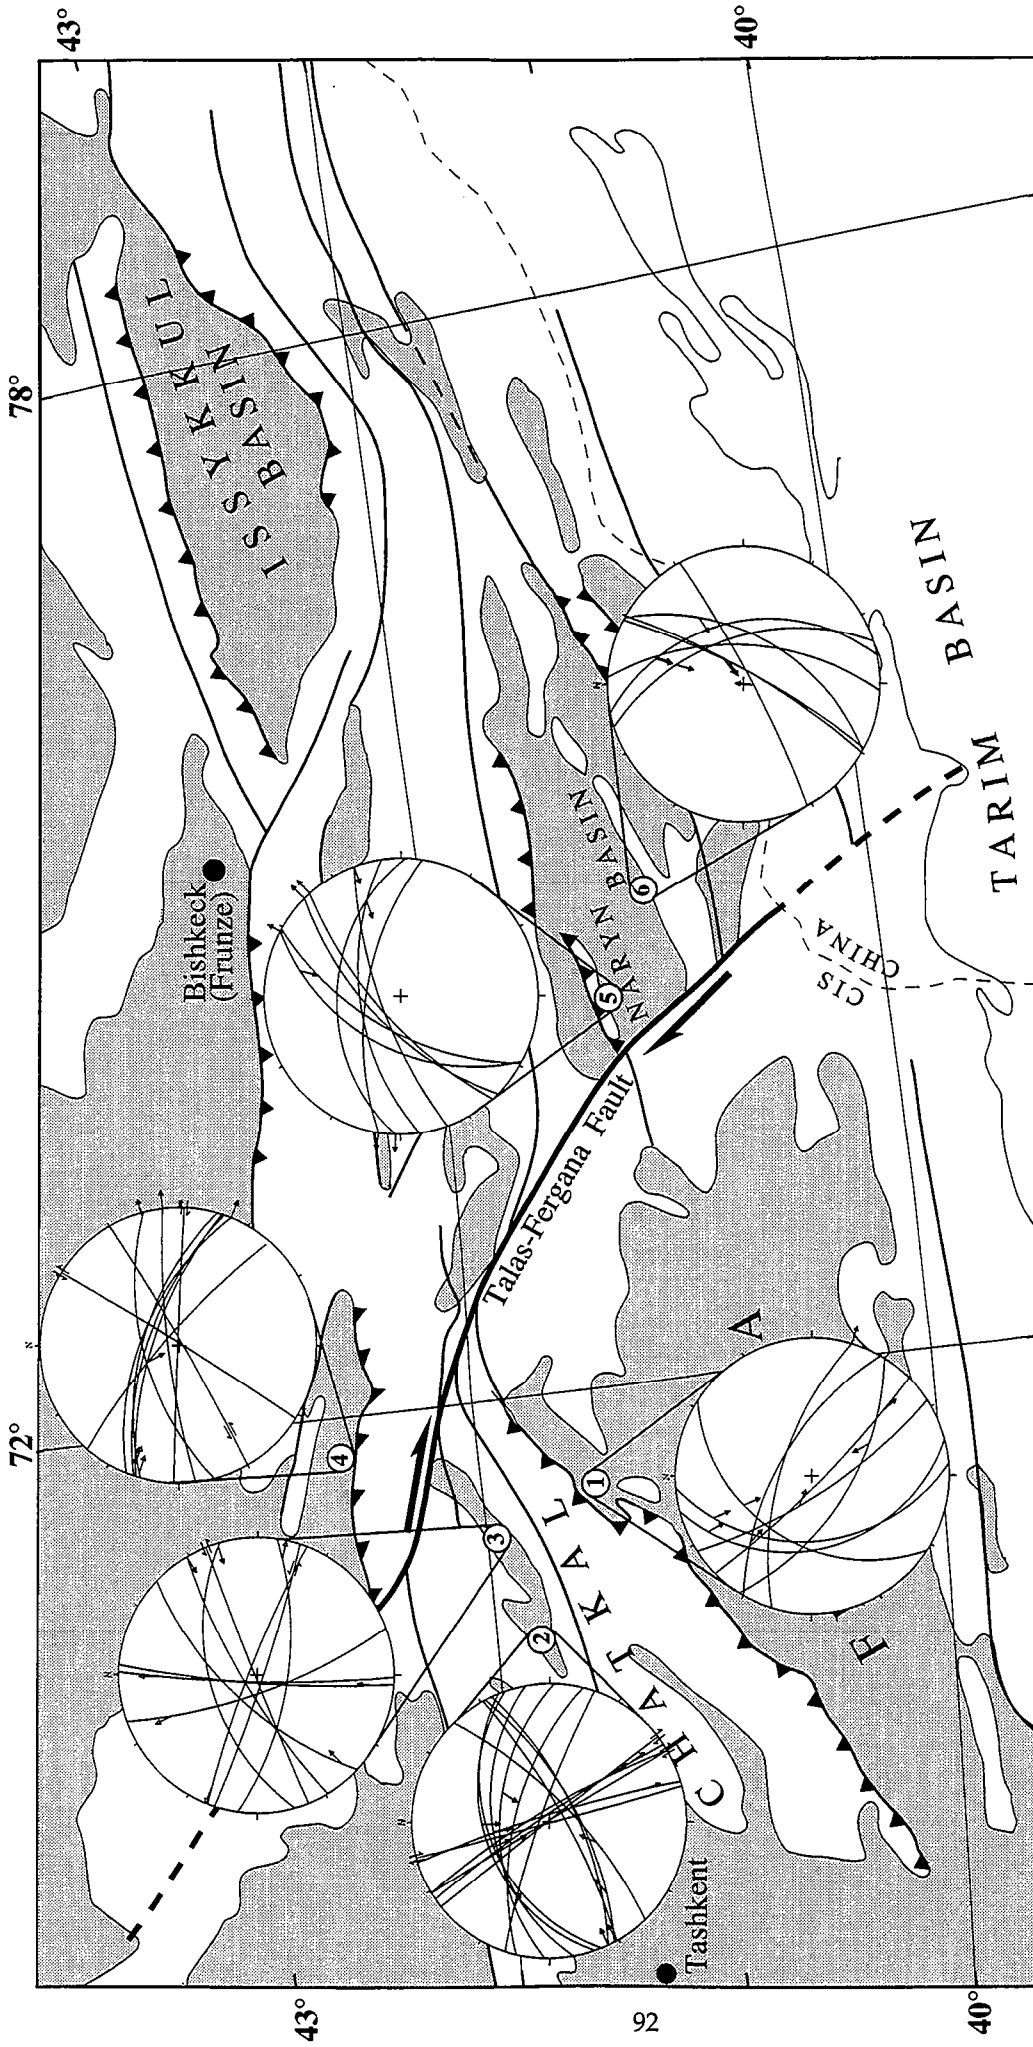 43°
40°
78°
ISSYK KUL
BASIN
Bishkeck
(Frunze)
NARYN BASIN
TARIM BASIN
CIS
CHINA
Talas-Fergana Fault
72°
CHATKAL
F
A
N
N
N
N
N
N
1
2
3
4
5
6
Tashkent
43°
40°
92